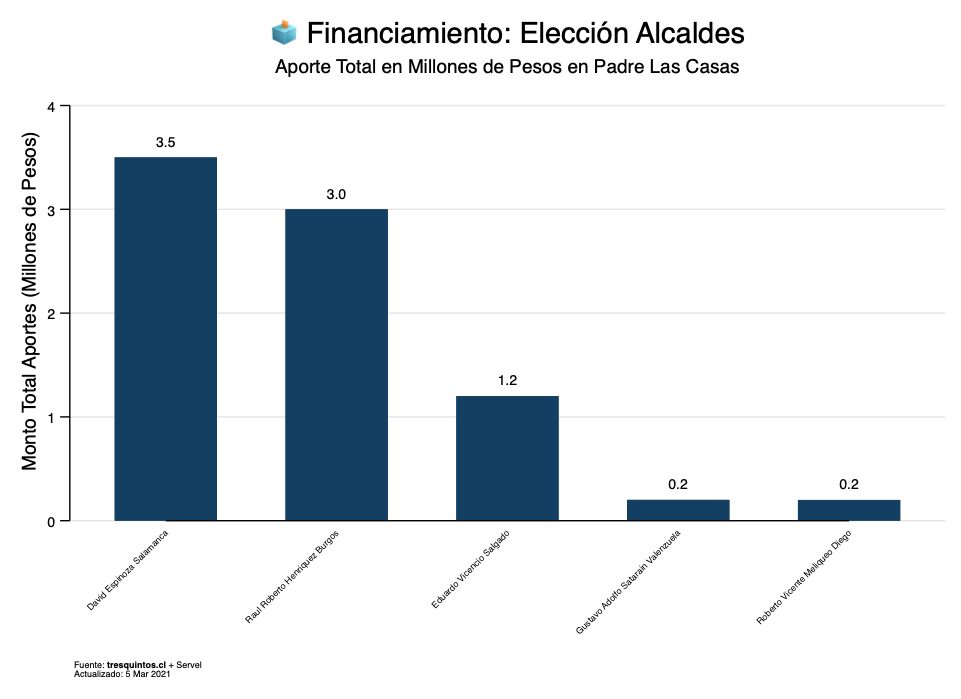 Financiamiento: Elección Alcaldes
Aporte Total en Millones de Pesos en Padre Las Casas
Monto Total Aportes (Millones de Pesos)
4
3
2
1
0
3.5
3.0
1.2
0.2
0.2
David Espinoza Salamanca
Raul Roberto Henriquez Burgos
Eduardo Vicencio Salgado
Gustavo Adolfo Satarain Valenzuela
Roberto Vicente Meliqueo Diego
Fuente: tresquintos.cl + Servel
Actualizado: 5 Mar 2021